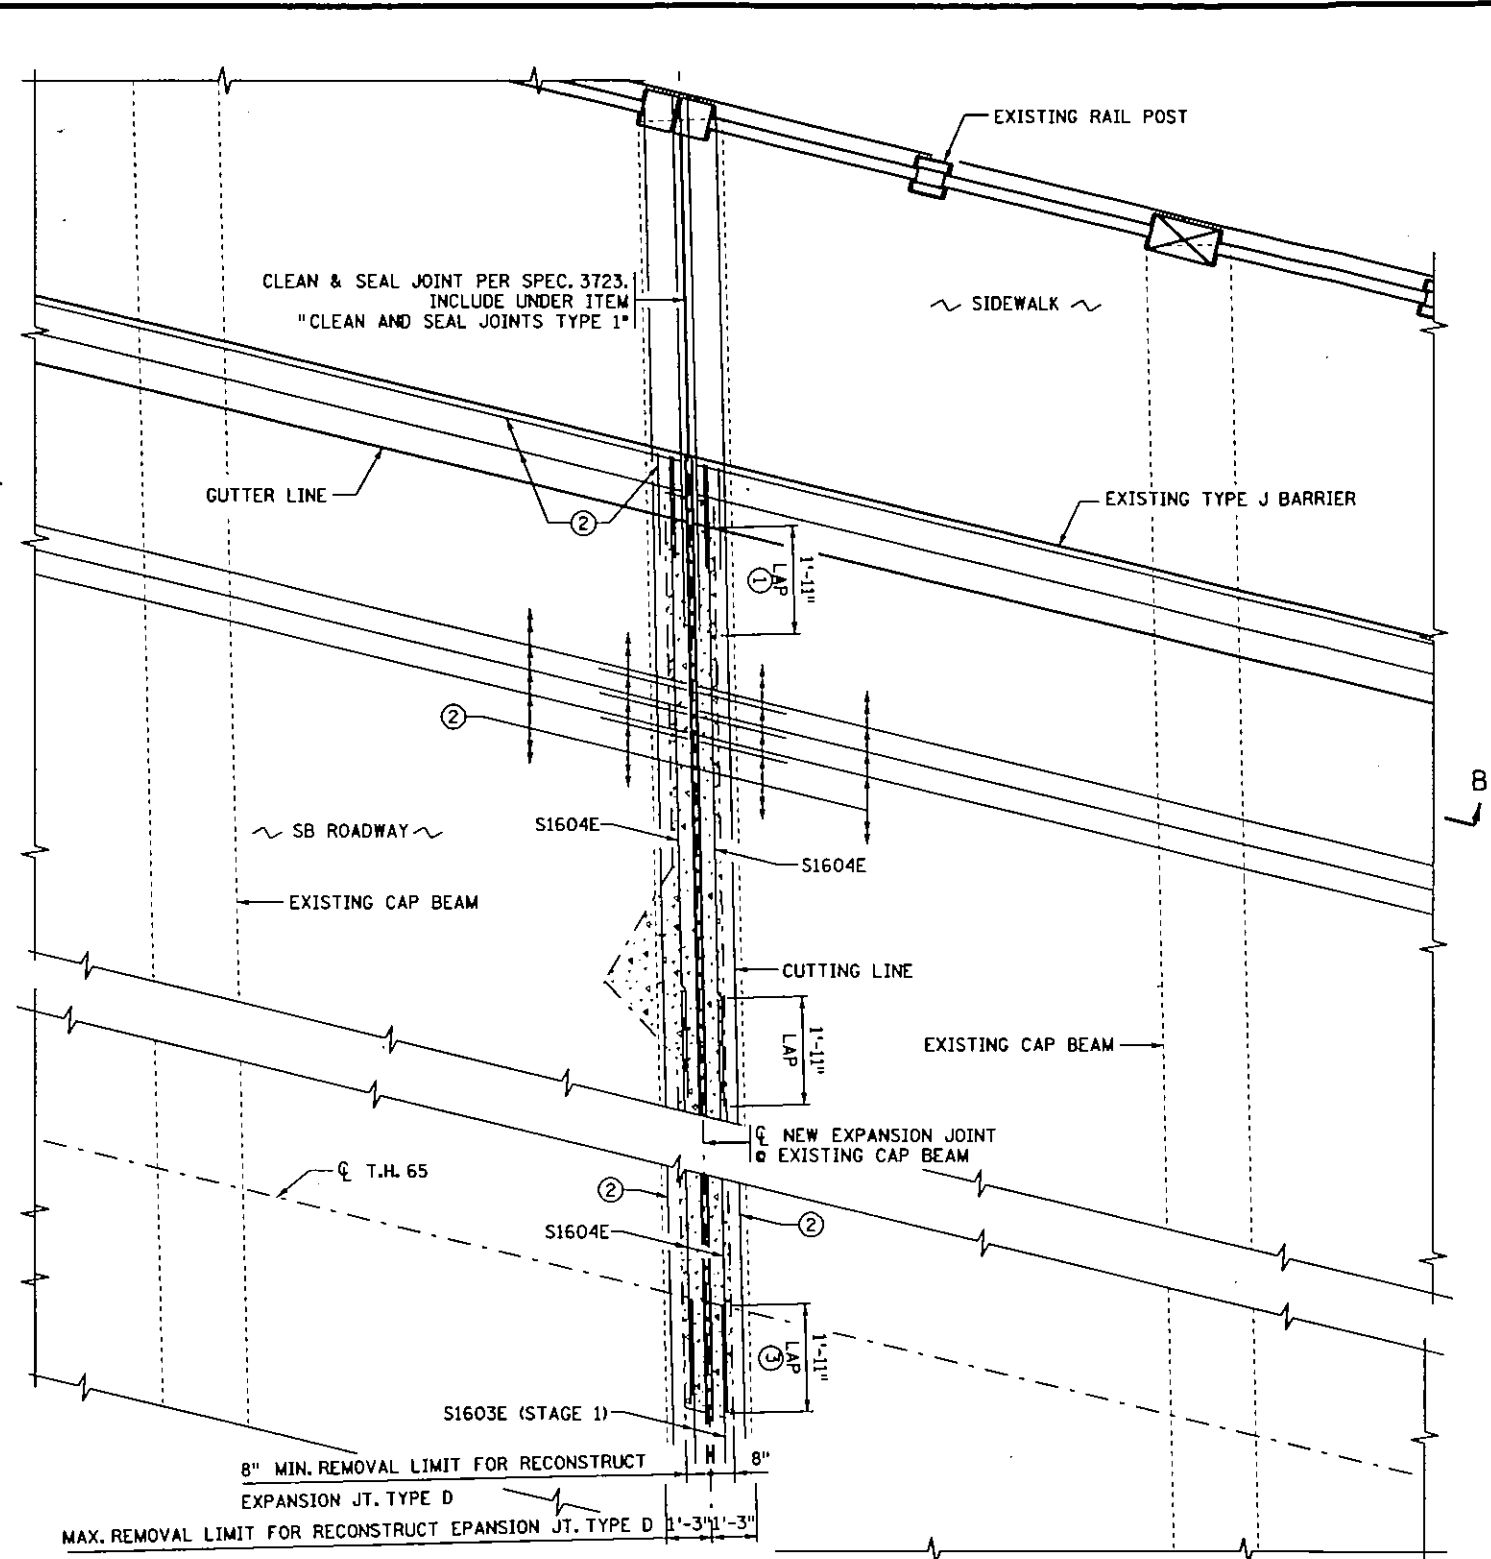 EXISTING RAIL POST
CLEAN & SEAL JOINT PER SPEC. 3723.
INCLUDE UNDER ITEM
"CLEAN AND SEAL JOINTS TYPE 1"
~ SIDEWALK ~
GUTTER LINE
2
EXISTING TYPE J BARRIER
1'-11"
LAP
1
2
B
~ SB ROADWAY ~
S1604E
S1604E
EXISTING CAP BEAM
CUTTING LINE
1'-11"
LAP
EXISTING CAP BEAM
℄ NEW EXPANSION JOINT
@ EXISTING CAP BEAM
℄ T.H. 65
2
2
S1604E
1'-11"
LAP
3
S1603E (STAGE 1)
8" MIN. REMOVAL LIMIT FOR RECONSTRUCT
8"
EXPANSION JT. TYPE D
MAX. REMOVAL LIMIT FOR RECONSTRUCT EPANSION JT. TYPE D 1'-3" 1'-3"